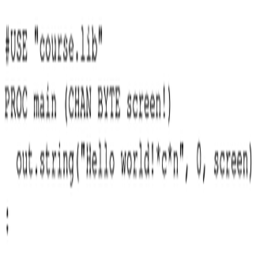 #USE "course.lib"
PROC main (CHAN BYTE screen!)
out.string("Hello world!*c*n", 0, screen)
: